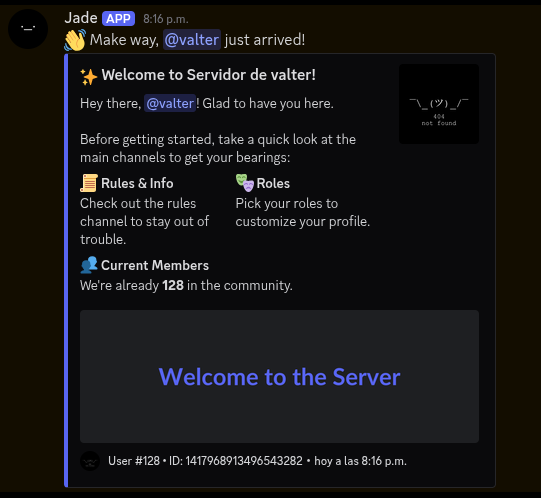 Jade APP 8:16 p.m.
👋 Make way, @valter just arrived!
✨ Welcome to Servidor de valter!
Hey there, @valter! Glad to have you here.
¯\_(ツ)_/¯
404
not found
Before getting started, take a quick look at the
main channels to get your bearings:
📜 Rules & Info
Check out the rules
channel to stay out of
trouble.
🎭 Roles
Pick your roles to
customize your profile.
👥 Current Members
We're already 128 in the community.
Welcome to the Server
User #128 • ID: 1417968913496543282 • hoy a las 8:16 p.m.